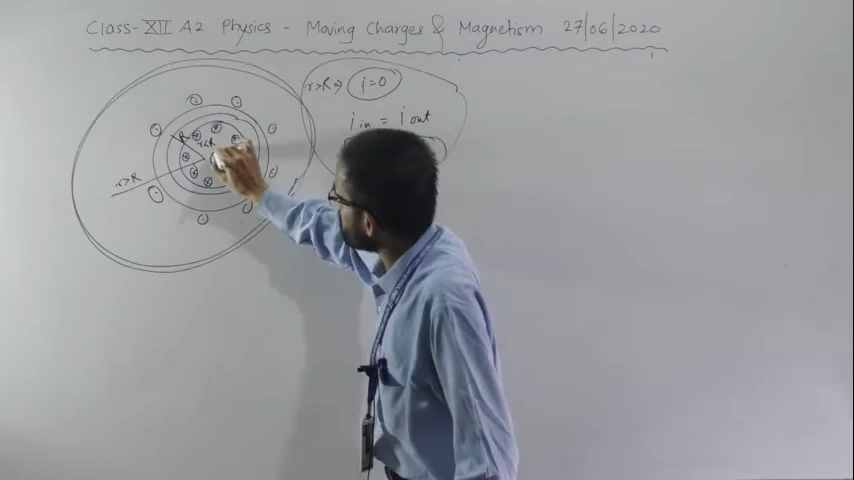 Class-XII A2 Physics - Moving Charges & Magnetism 27/06/2020
r>R ⇒ i=0
i in = i out
R
r<R
r>R